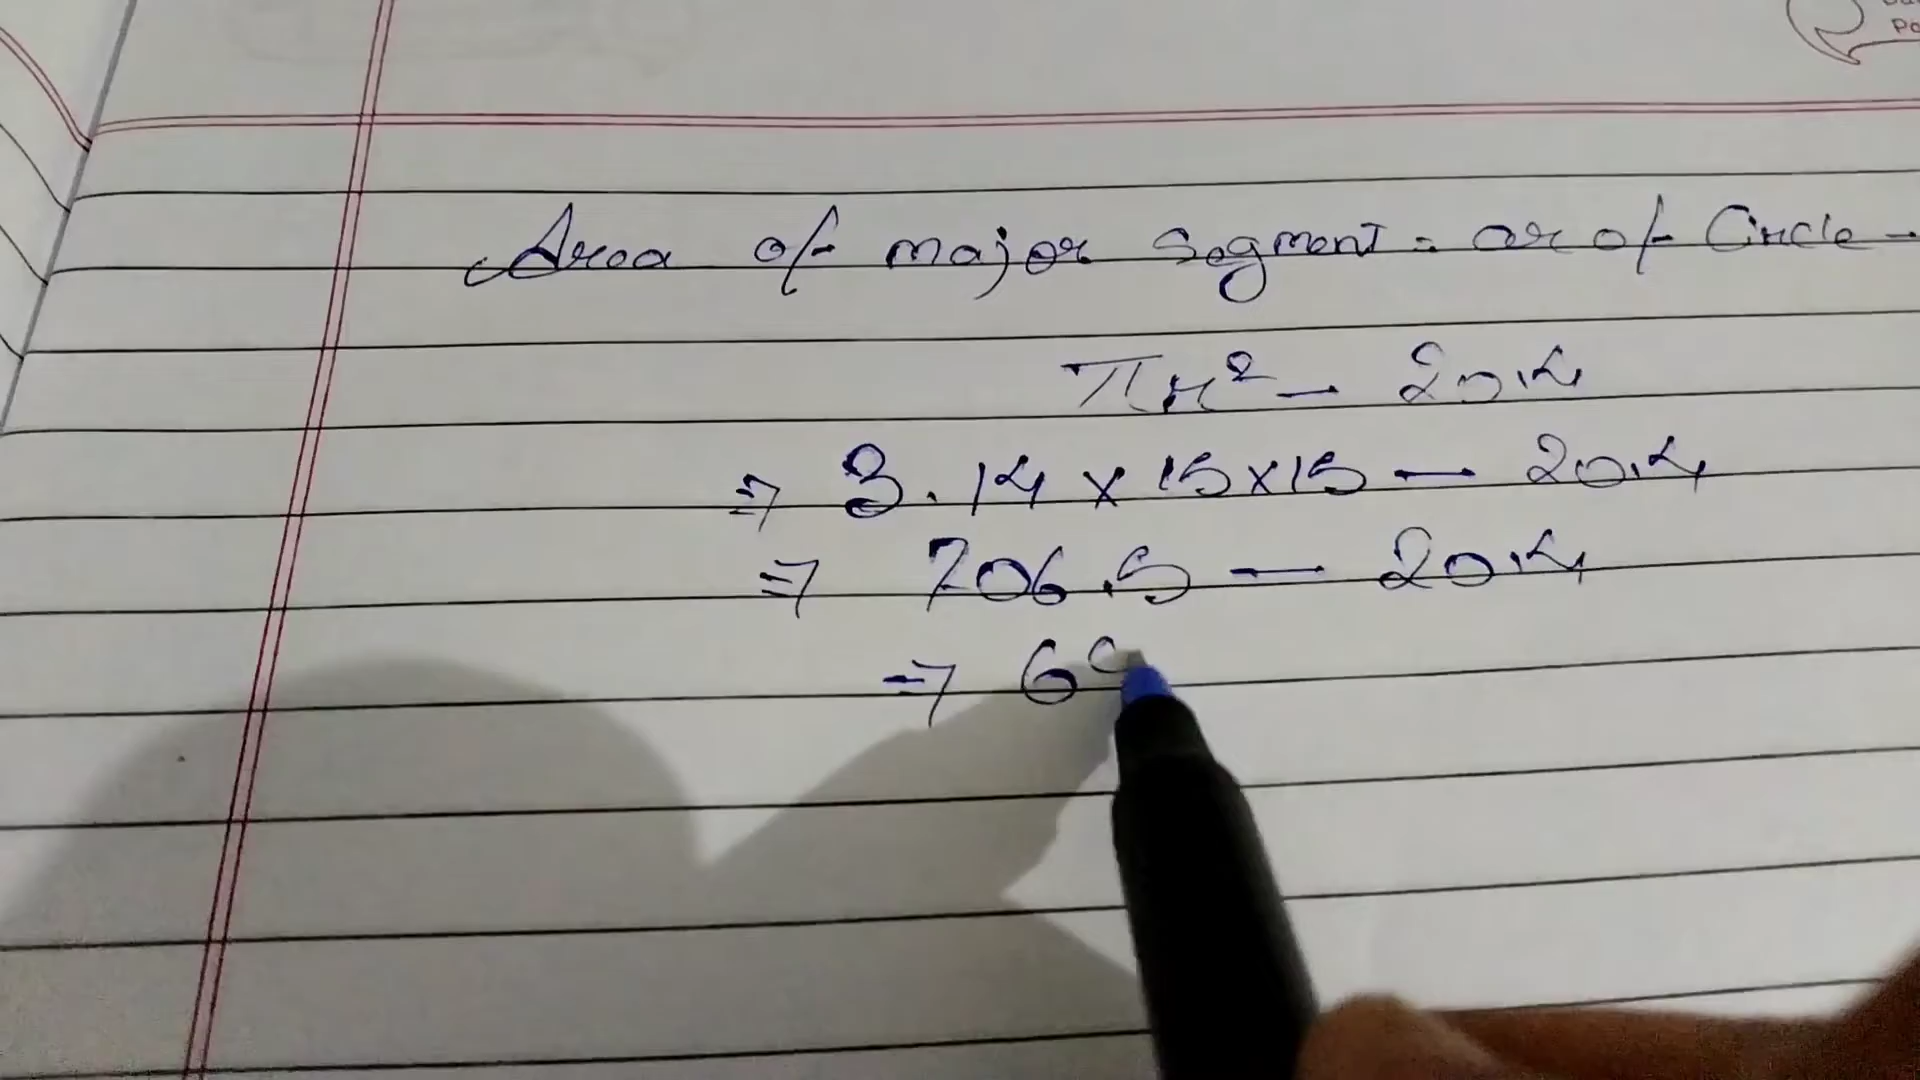 Area of major segment = ar of Circle -
πr² - 20.4
⇒ 3.14 × 15 × 15 - 20.4
⇒ 706.5 - 20.4
⇒ 6